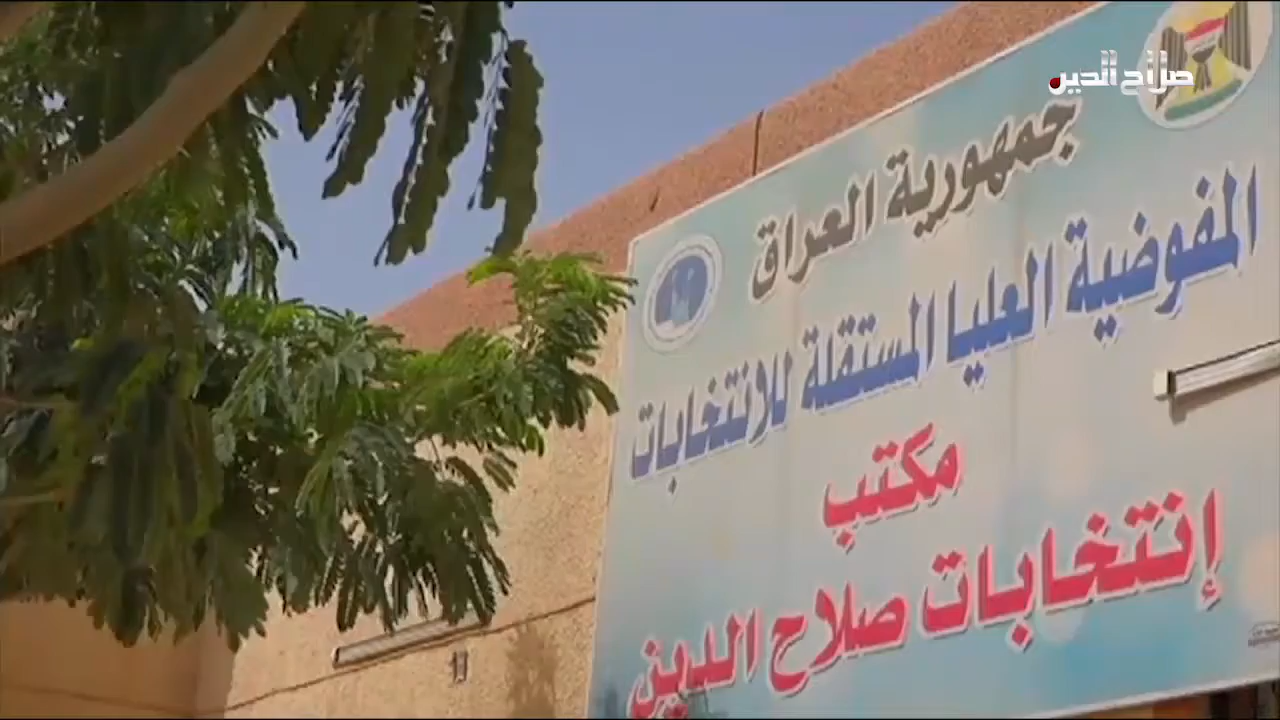 صلاح الدين
جمهورية العراق
المفوضية العليا المستقلة للانتخابات
مكتب
إنتخابات صلاح الدين